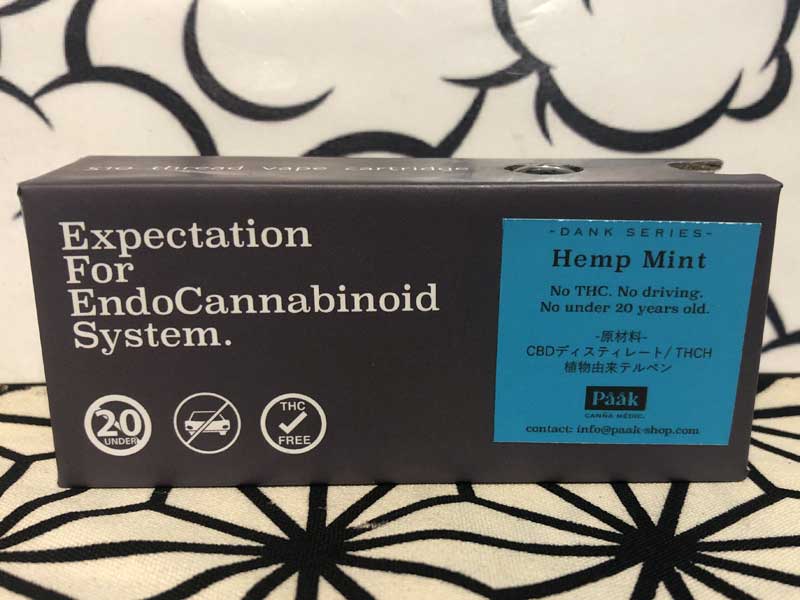 510 thread vape cartridge
Expectation
For
EndoCannabinoid
System.
20
UNDER
THC
FREE
-DANK SERIES-
Hemp Mint
No THC. No driving.
No under 20 years old.
-原材料-
CBDディスティレート/THCH
植物由来テルペン
Pååk
CANNA MÉDIC.
contact: info@paak-shop.com